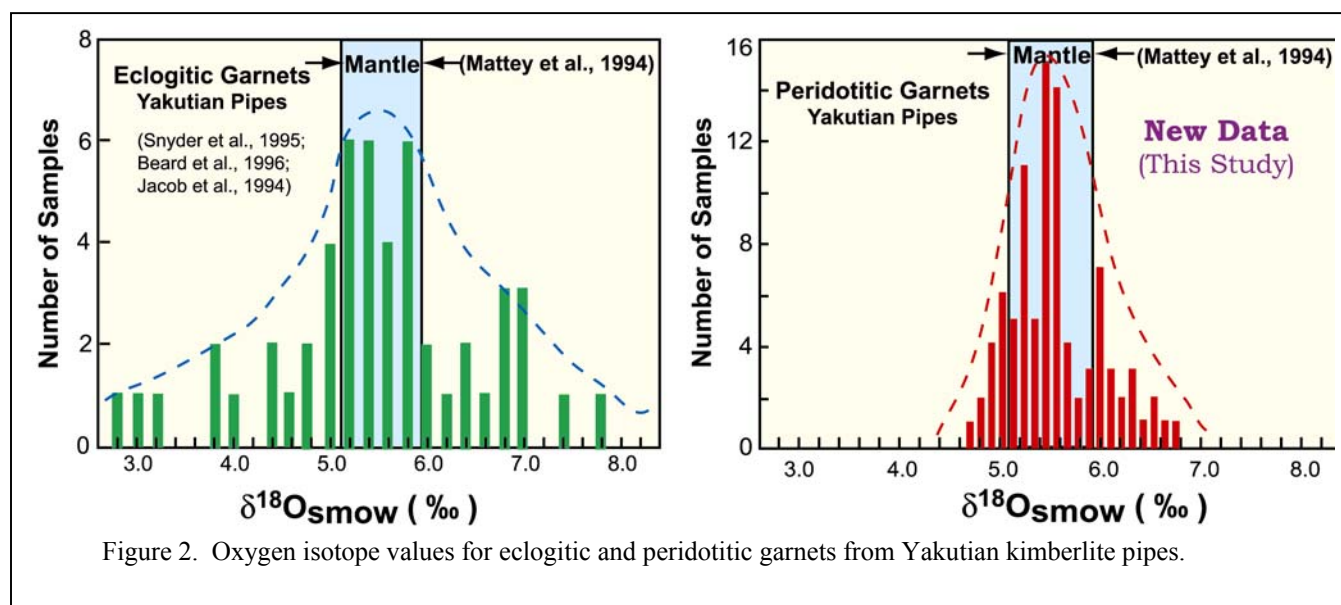 8
6
4
2
0
Number of Samples
Eclogitic Garnets
Yakutian Pipes
(Snyder et al., 1995;
Beard et al., 1996;
Jacob et al., 1994)
Mantle
(Mattey et al., 1994)
3.0 4.0 5.0 6.0 7.0 8.0
δ18Osmow ( ‰ )
16
12
8
4
0
Number of Samples
Mantle
(Mattey et al., 1994)
Peridotitic Garnets
Yakutian Pipes
New Data
(This Study)
3.0 4.0 5.0 6.0 7.0 8.0
δ18Osmow ( ‰ )
Figure 2. Oxygen isotope values for eclogitic and peridotitic garnets from Yakutian kimberlite pipes.